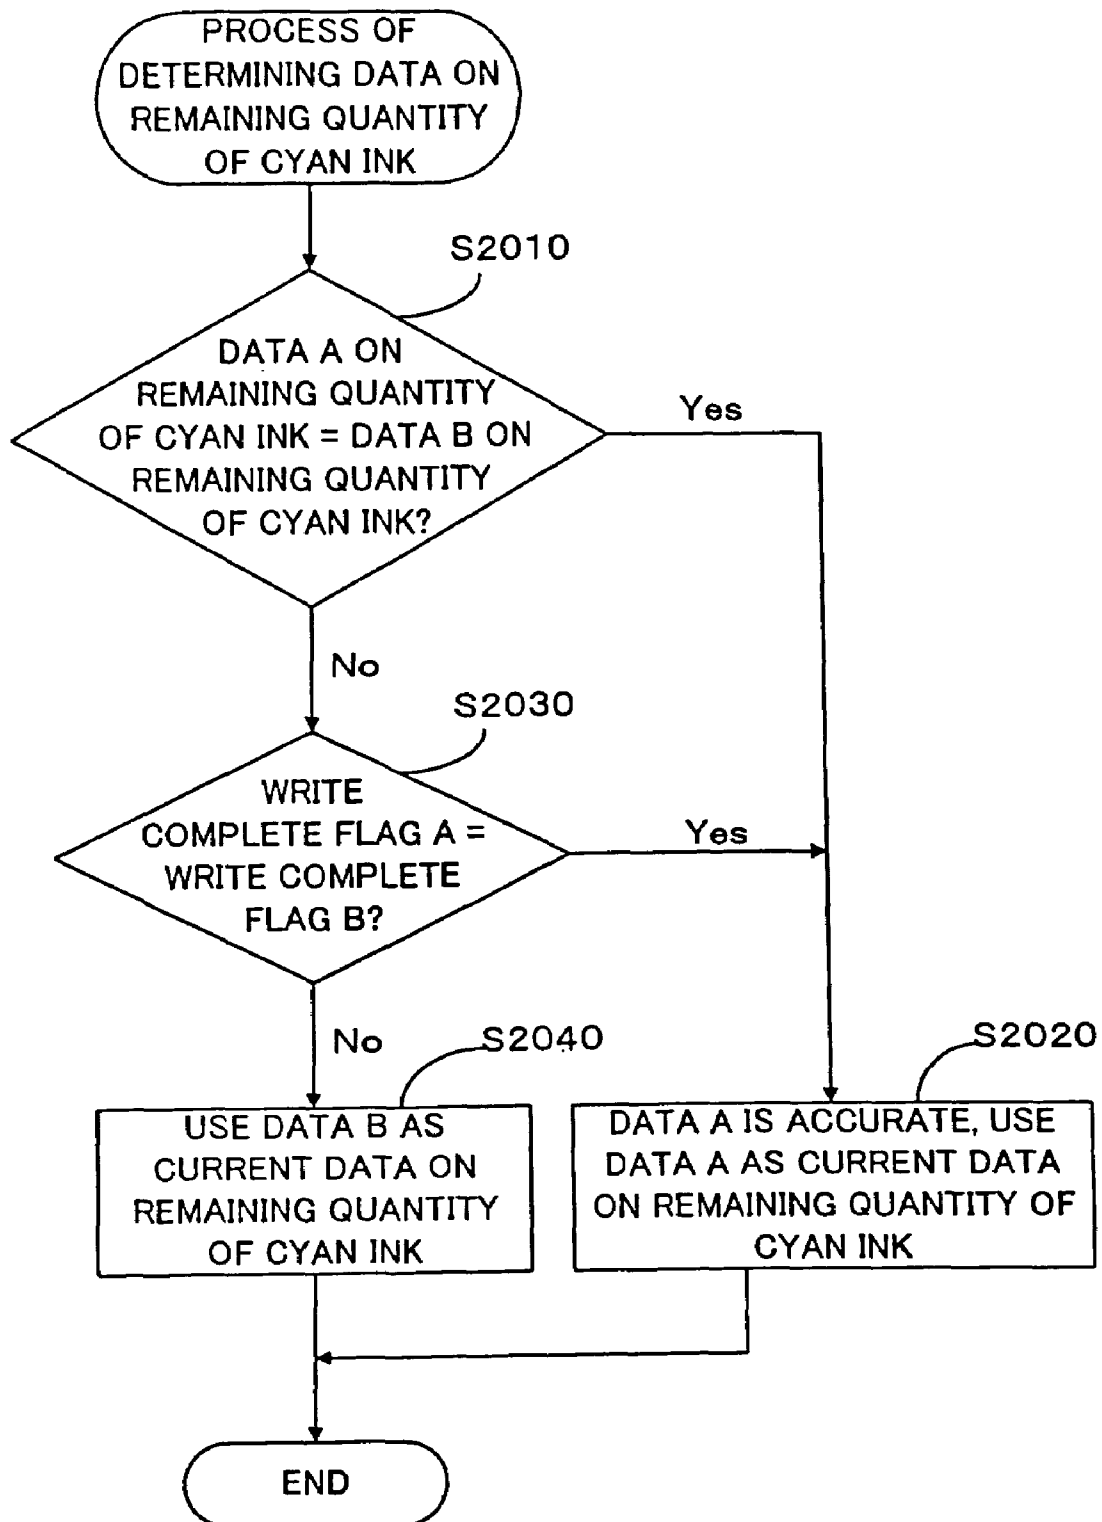 PROCESS OF
DETERMINING DATA ON
REMAINING QUANTITY
OF CYAN INK
S2010
DATA A ON
REMAINING QUANTITY
OF CYAN INK = DATA B ON
REMAINING QUANTITY
OF CYAN INK?
Yes
No
S2030
WRITE
COMPLETE FLAG A =
WRITE COMPLETE
FLAG B?
Yes
No
S2040
USE DATA B AS
CURRENT DATA ON
REMAINING QUANTITY
OF CYAN INK
S2020
DATA A IS ACCURATE, USE
DATA A AS CURRENT DATA
ON REMAINING QUANTITY OF
CYAN INK
END